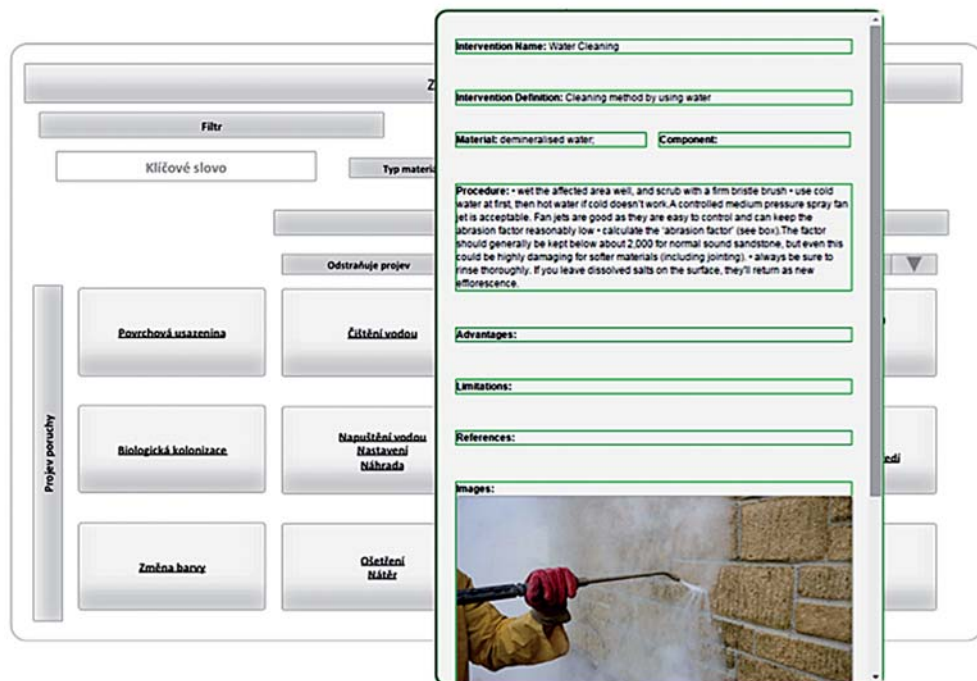 Z
Filtr
Klíčové slovo
Odstraňuje projev
Projev poruchy
Povrchová usazenina
Čištění vodou
Biologická kolonizace
Napuštění vodou
Nastavení
Náhrada
Změna barvy
Ošetření
Nátěr
Intervention Name: Water Cleaning
Intervention Definition: Cleaning method by using water
Material: demineralised water;
Component:
Procedure: • wet the affected area well, and scrub with a firm bristle brush • use cold
water at first, then hot water if cold doesn't work.A controlled medium pressure spray fan
jet is acceptable. Fan jets are good as they are easy to control and can keep the
abrasion factor reasonably low • calculate the 'abrasion factor' (see box).The factor
should generally be kept below about 2,000 for normal sound sandstone, but even this
could be highly damaging for softer materials (including jointing). • always be sure to
rinse thoroughly. If you leave dissolved salts on the surface, they'll return as new
efflorescence.
Advantages:
Limitations:
References:
Images: